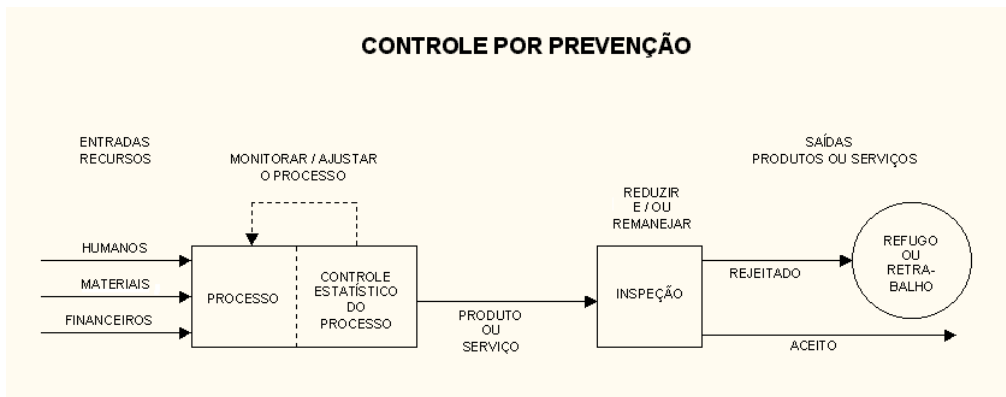 CONTROLE POR PREVENÇÃO
ENTRADAS
RECURSOS
MONITORAR / AJUSTAR
O PROCESSO
SAÍDAS
PRODUTOS OU SERVIÇOS
REDUZIR
E / OU
REMANEJAR
HUMANOS
MATERIAIS
FINANCEIROS
PROCESSO
CONTROLE
ESTATÍSTICO
DO
PROCESSO
PRODUTO
OU
SERVIÇO
INSPEÇÃO
REJEITADO
REFUGO
OU
RETRA-
BALHO
ACEITO